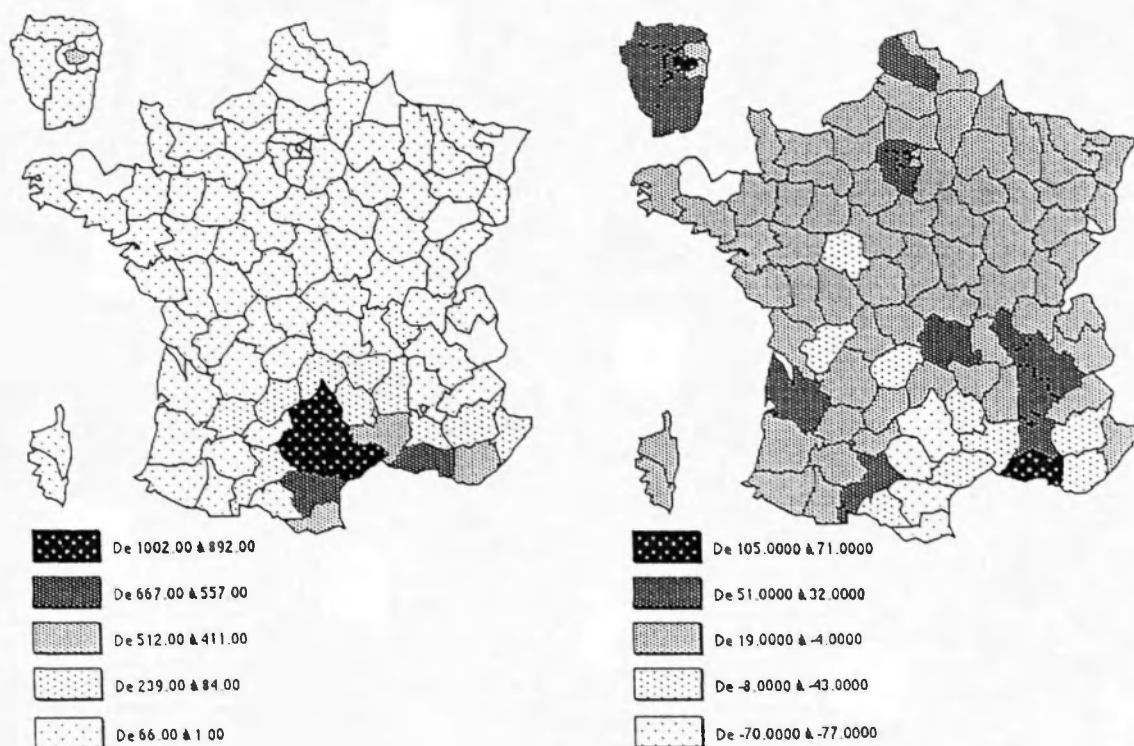 De 1002.00 à 892.00
De 667.00 à 557.00
De 512.00 à 411.00
De 239.00 à 84.00
De 66.00 à 1.00
De 105.0000 à 71.0000
De 51.0000 à 32.0000
De 19.0000 à -4.0000
De -8.0000 à -43.0000
De -70.0000 à -77.0000